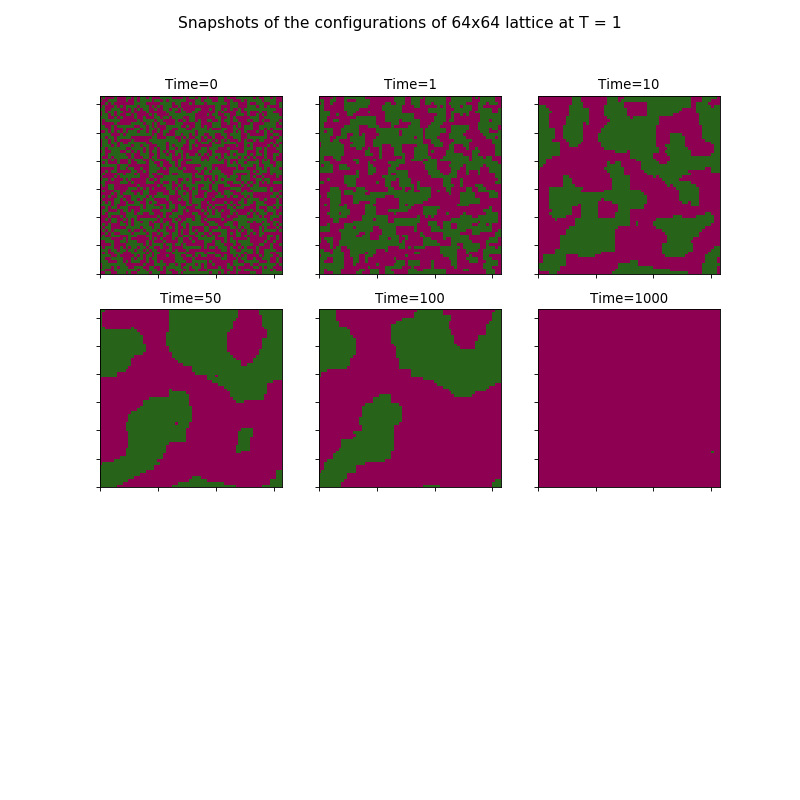 Snapshots of the configurations of 64x64 lattice at T = 1
Time=0
Time=1
Time=10
Time=50
Time=100
Time=1000